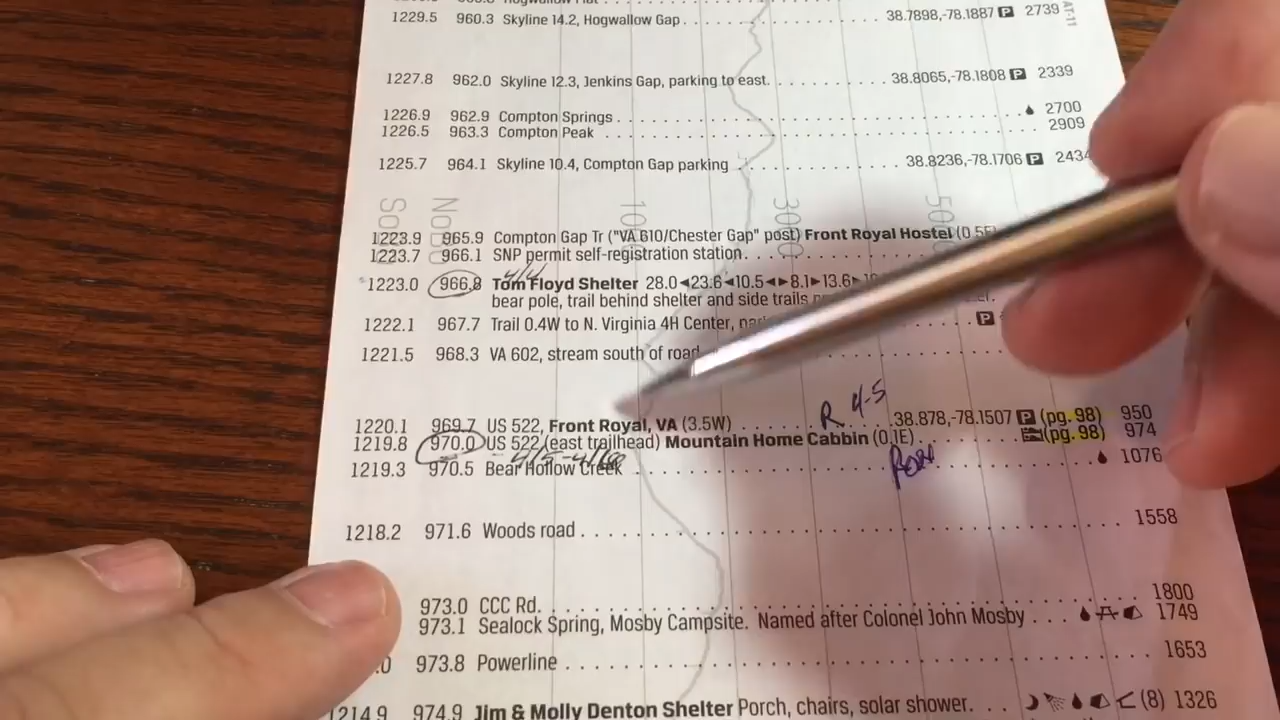 1229.5 960.3 Skyline 14.2, Hogwallow Gap 38.7898,-78.1887 P 2739
AT-11
1227.8 962.0 Skyline 12.3, Jenkins Gap, parking to east. 38.8065,-78.1808 P 2339
1226.9 962.9 Compton Springs 2700
1226.5 963.3 Compton Peak 2909
1225.7 964.1 Skyline 10.4, Compton Gap parking 38.8236,-78.1706 P 2434
1223.9 965.9 Compton Gap Tr ("VA 610/Chester Gap" post) Front Royal Hostel
1223.7 966.1 SNP permit self-registration station.
4/4
1223.0 966.8 Tom Floyd Shelter 28.0◄23.6◄10.5◄►8.1►13.6►
bear pole, trail behind shelter and side trails
1222.1 967.7 Trail 0.4W to N. Virginia 4H Center, P
1221.5 968.3 VA 602, stream south of road
R 4-5
1220.1 969.7 US 522, Front Royal, VA (3.5W) 38.878,-78.1507 P (pg. 98) 950
1219.8 970.0 US 522 (east trailhead) Mountain Home Cabbin (0.1E) (pg. 98) 974
1219.3 970.5 Bear Hollow Creek 1076
1218.2 971.6 Woods road 1558
973.0 CCC Rd. 1800
973.1 Sealock Spring, Mosby Campsite. Named after Colonel John Mosby 1749
.0 973.8 Powerline 1653
1214.9 974.9 Jim & Molly Denton Shelter Porch, chairs, solar shower. (8) 1326